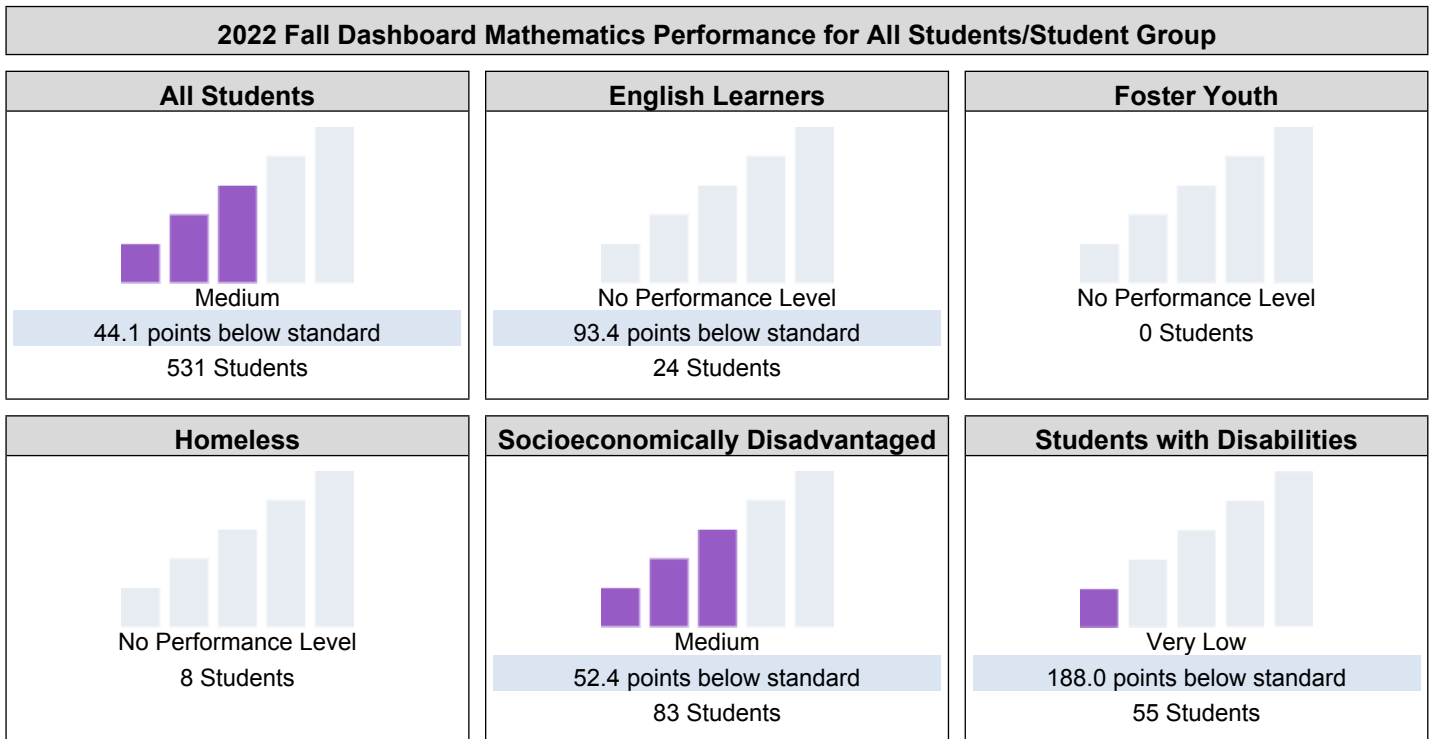 2022 Fall Dashboard Mathematics Performance for All Students/Student Group
All Students
Medium
44.1 points below standard
531 Students
English Learners
No Performance Level
93.4 points below standard
24 Students
Foster Youth
No Performance Level
0 Students
Homeless
No Performance Level
8 Students
Socioeconomically Disadvantaged
Medium
52.4 points below standard
83 Students
Students with Disabilities
Very Low
188.0 points below standard
55 Students